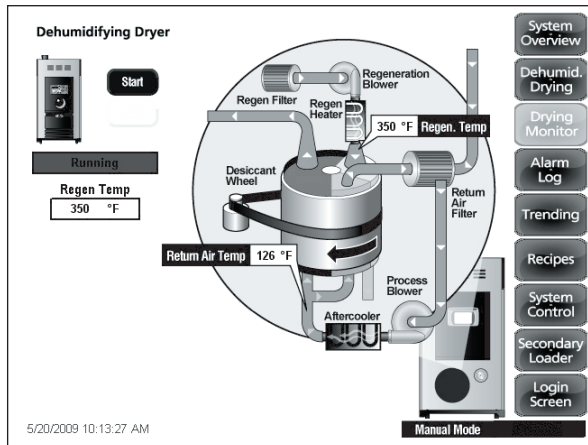 Dehumidifying Dryer
Start
Running
Regen Temp
350 °F
Regeneration
Blower
Regen Filter
Regen
Heater
350 °F Regen. Temp
Desiccant
Wheel
Return
Air
Filter
Return Air Temp 126 °F
Process
Blower
Aftercooler
System
Overview
Dehumid.
Drying
Drying
Monitor
Alarm
Log
Trending
Recipes
System
Control
Secondary
Loader
Login
Screen
5/20/2009 10:13:27 AM
Manual Mode